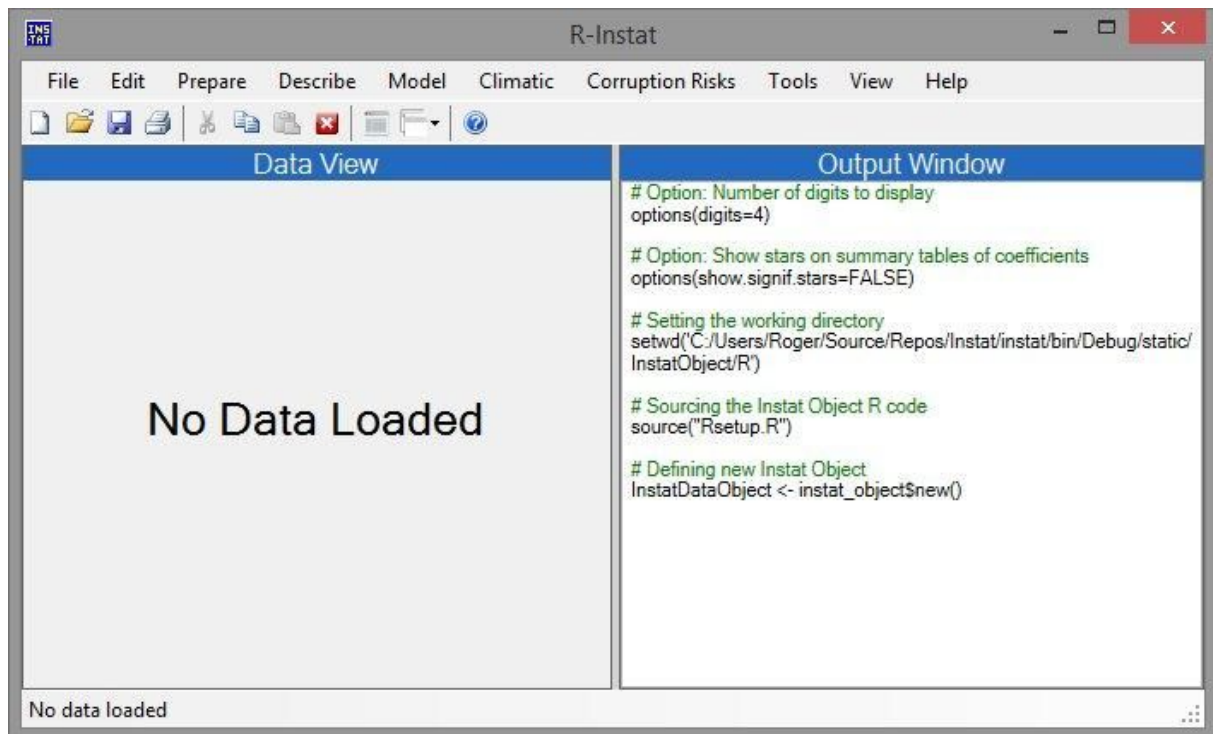 INS
TAT
R-Instat
File Edit Prepare Describe Model Climatic Corruption Risks Tools View Help
Data View
No Data Loaded
Output Window
# Option: Number of digits to display
options(digits=4)
# Option: Show stars on summary tables of coefficients
options(show.signif.stars=FALSE)
# Setting the working directory
setwd('C:/Users/Roger/Source/Repos/Instat/instat/bin/Debug/static/
InstatObject/R')
# Sourcing the Instat Object R code
source("Rsetup.R")
# Defining new Instat Object
InstatDataObject <- instat_object$new()
No data loaded